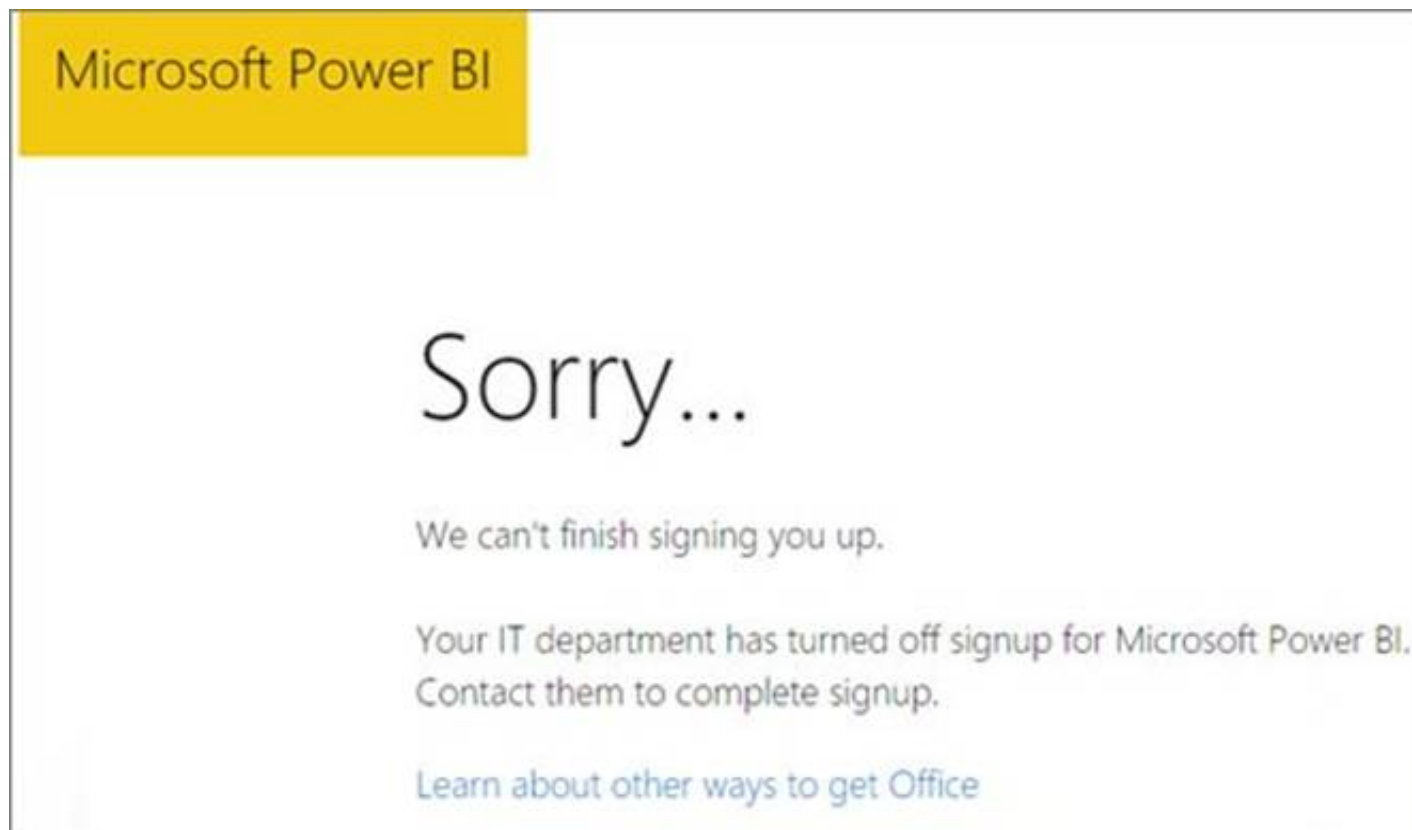 Microsoft Power BI
Sorry...
We can't finish signing you up.
Your IT department has turned off signup for Microsoft Power BI.
Contact them to complete signup.
Learn about other ways to get Office